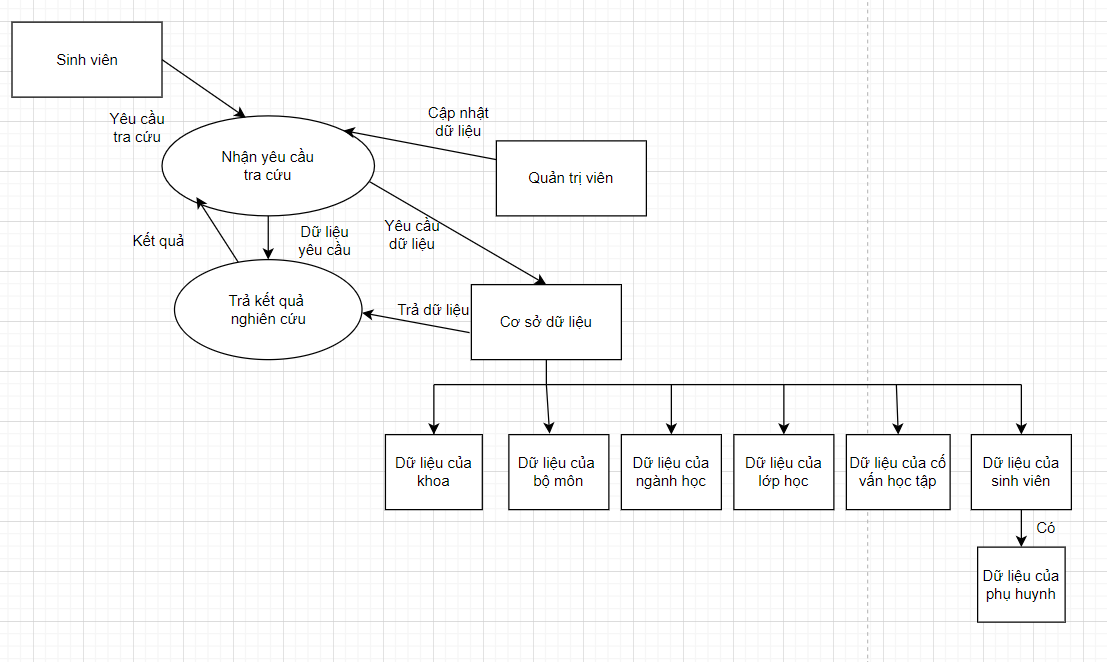 Sinh viên
Yêu cầu
tra cứu
Cập nhật
dữ liệu
Nhận yêu cầu
tra cứu
Quản trị viên
Kết quả
Dữ liệu
yêu cầu
Yêu cầu
dữ liệu
Trả kết quả
nghiên cứu
Trả dữ liệu
Cơ sở dữ liệu
Dữ liệu của
khoa
Dữ liệu của
bộ môn
Dữ liệu của
ngành học
Dữ liệu của
lớp học
Dữ liệu của cố
vấn học tập
Dữ liệu của
sinh viên
Có
Dữ liệu của
phụ huynh